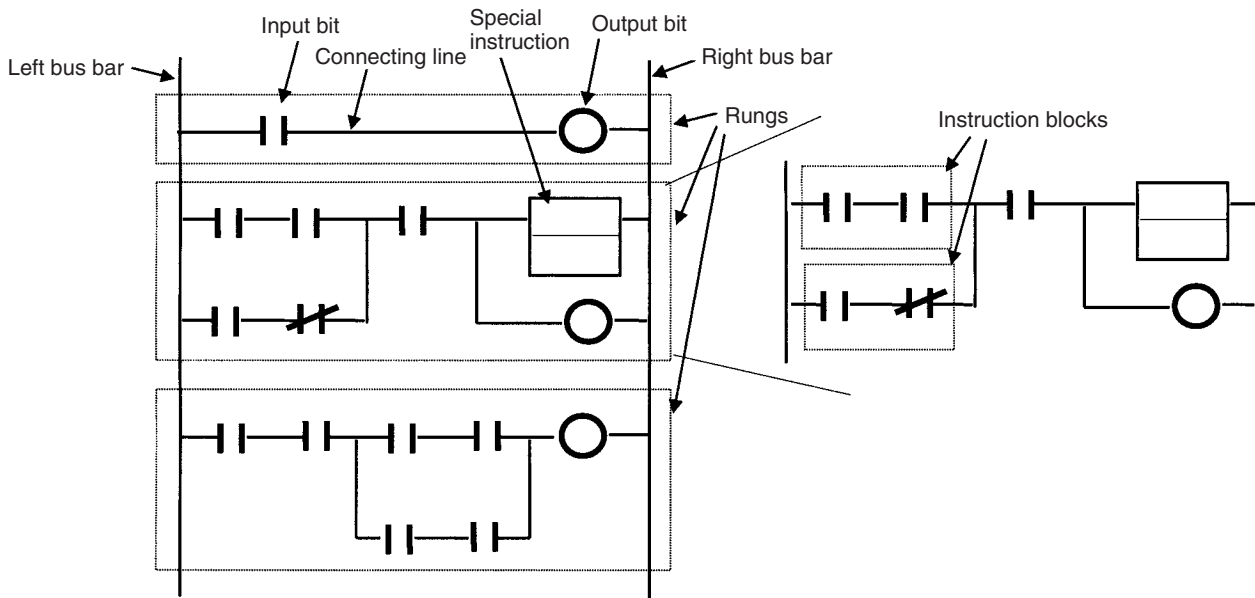 Input bit
Special
instruction
Output bit
Left bus bar
Connecting line
Right bus bar
Rungs
Instruction blocks